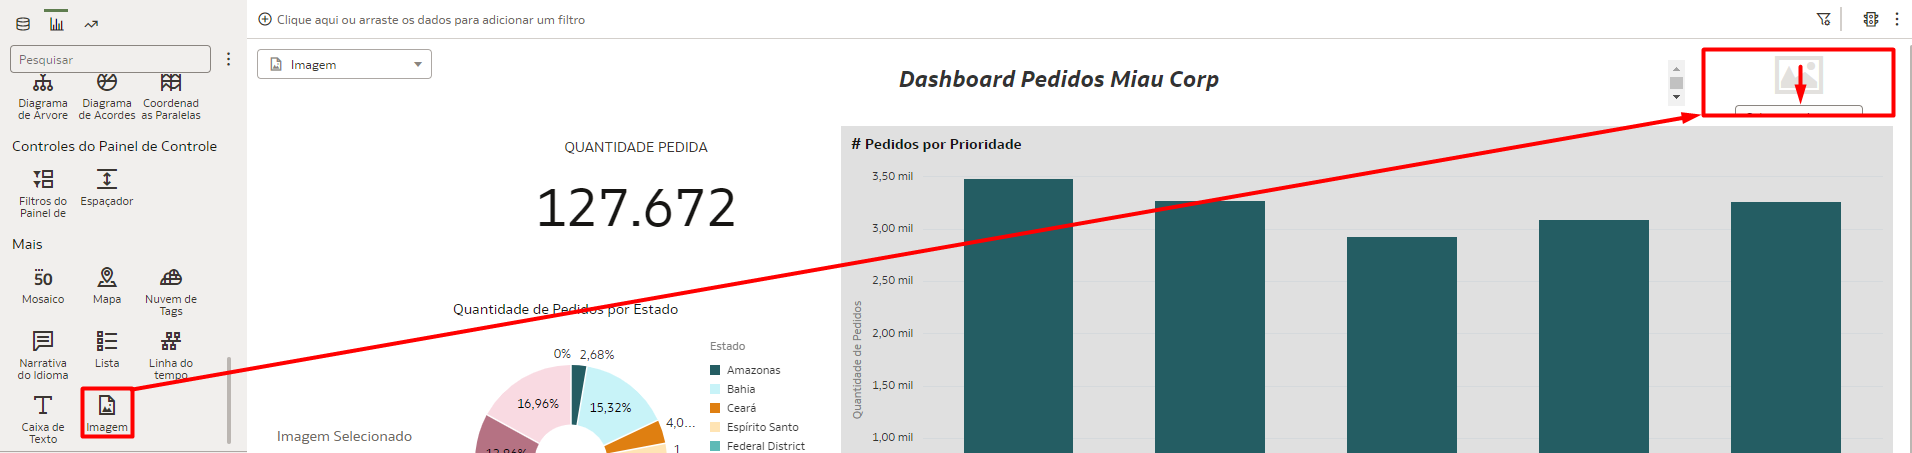 Clique aqui ou arraste os dados para adicionar um filtro
Pesquisar
Diagrama
de Árvore
Diagrama
de Acordes
Coordenad
as Paralelas
Controles do Painel de Controle
Filtros do
Painel de
Espaçador
Mais
50
Mosaico
Mapa
Nuvem de
Tags
Narrativa
do Idioma
Lista
Linha do
tempo
Caixa de
Texto
Imagem
Imagem
Dashboard Pedidos Miau Corp
QUANTIDADE PEDIDA
127.672
Quantidade de Pedidos por Estado
0%
2,68%
16,96%
15,32%
4,0...
1
Estado
Amazonas
Bahia
Ceará
Espírito Santo
Federal District
Imagem Selecionado
# Pedidos por Prioridade
Quantidade de Pedidos
3,50 mil
3,00 mil
2,50 mil
2,00 mil
1,50 mil
1,00 mil